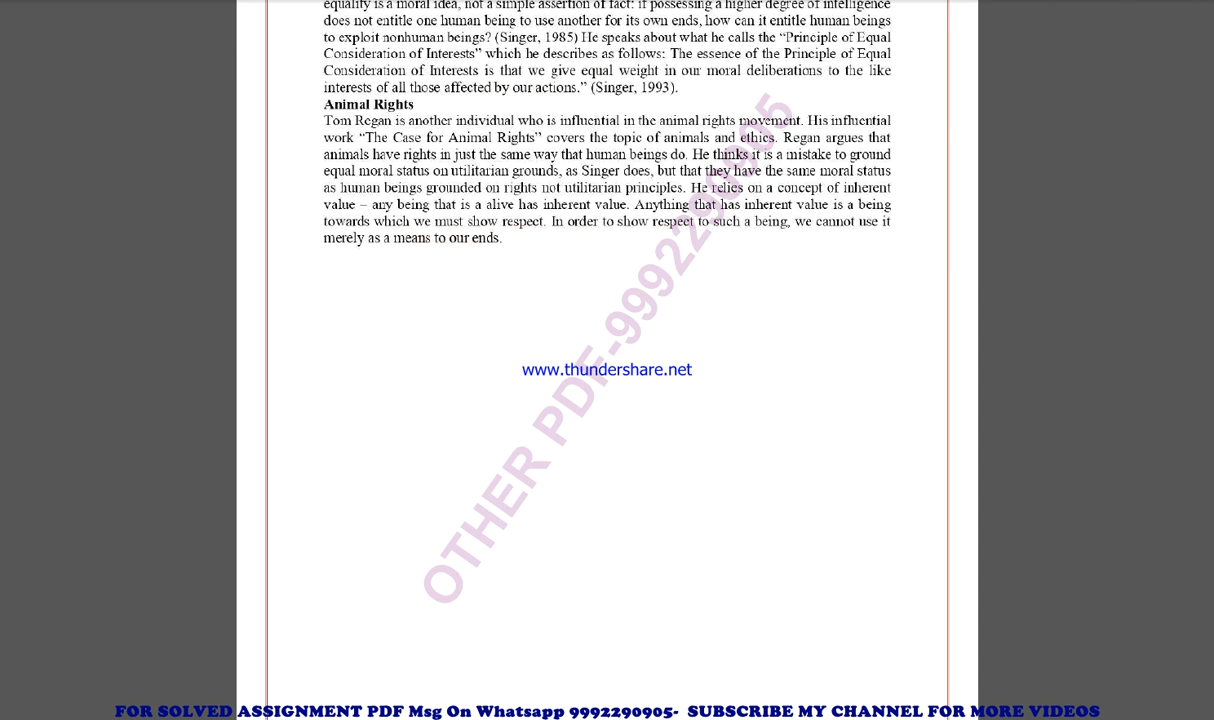 equality is a moral idea, not a simple assertion of fact: if possessing a higher degree of intelligence
does not entitle one human being to use another for its own ends, how can it entitle human beings
to exploit nonhuman beings? (Singer, 1985) He speaks about what he calls the “Principle of Equal
Consideration of Interests” which he describes as follows: The essence of the Principle of Equal
Consideration of Interests is that we give equal weight in our moral deliberations to the like
interests of all those affected by our actions.” (Singer, 1993).
Animal Rights
Tom Regan is another individual who is influential in the animal rights movement. His influential
work “The Case for Animal Rights” covers the topic of animals and ethics. Regan argues that
animals have rights in just the same way that human beings do. He thinks it is a mistake to ground
equal moral status on utilitarian grounds, as Singer does, but that they have the same moral status
as human beings grounded on rights not utilitarian principles. He relies on a concept of inherent
value – any being that is a alive has inherent value. Anything that has inherent value is a being
towards which we must show respect. In order to show respect to such a being, we cannot use it
merely as a means to our ends.
OTHER PDF-9992290905
www.thundershare.net
FOR SOLVED ASSIGNMENT PDF Msg On Whatsapp 9992290905- SUBSCRIBE MY CHANNEL FOR MORE VIDEOS